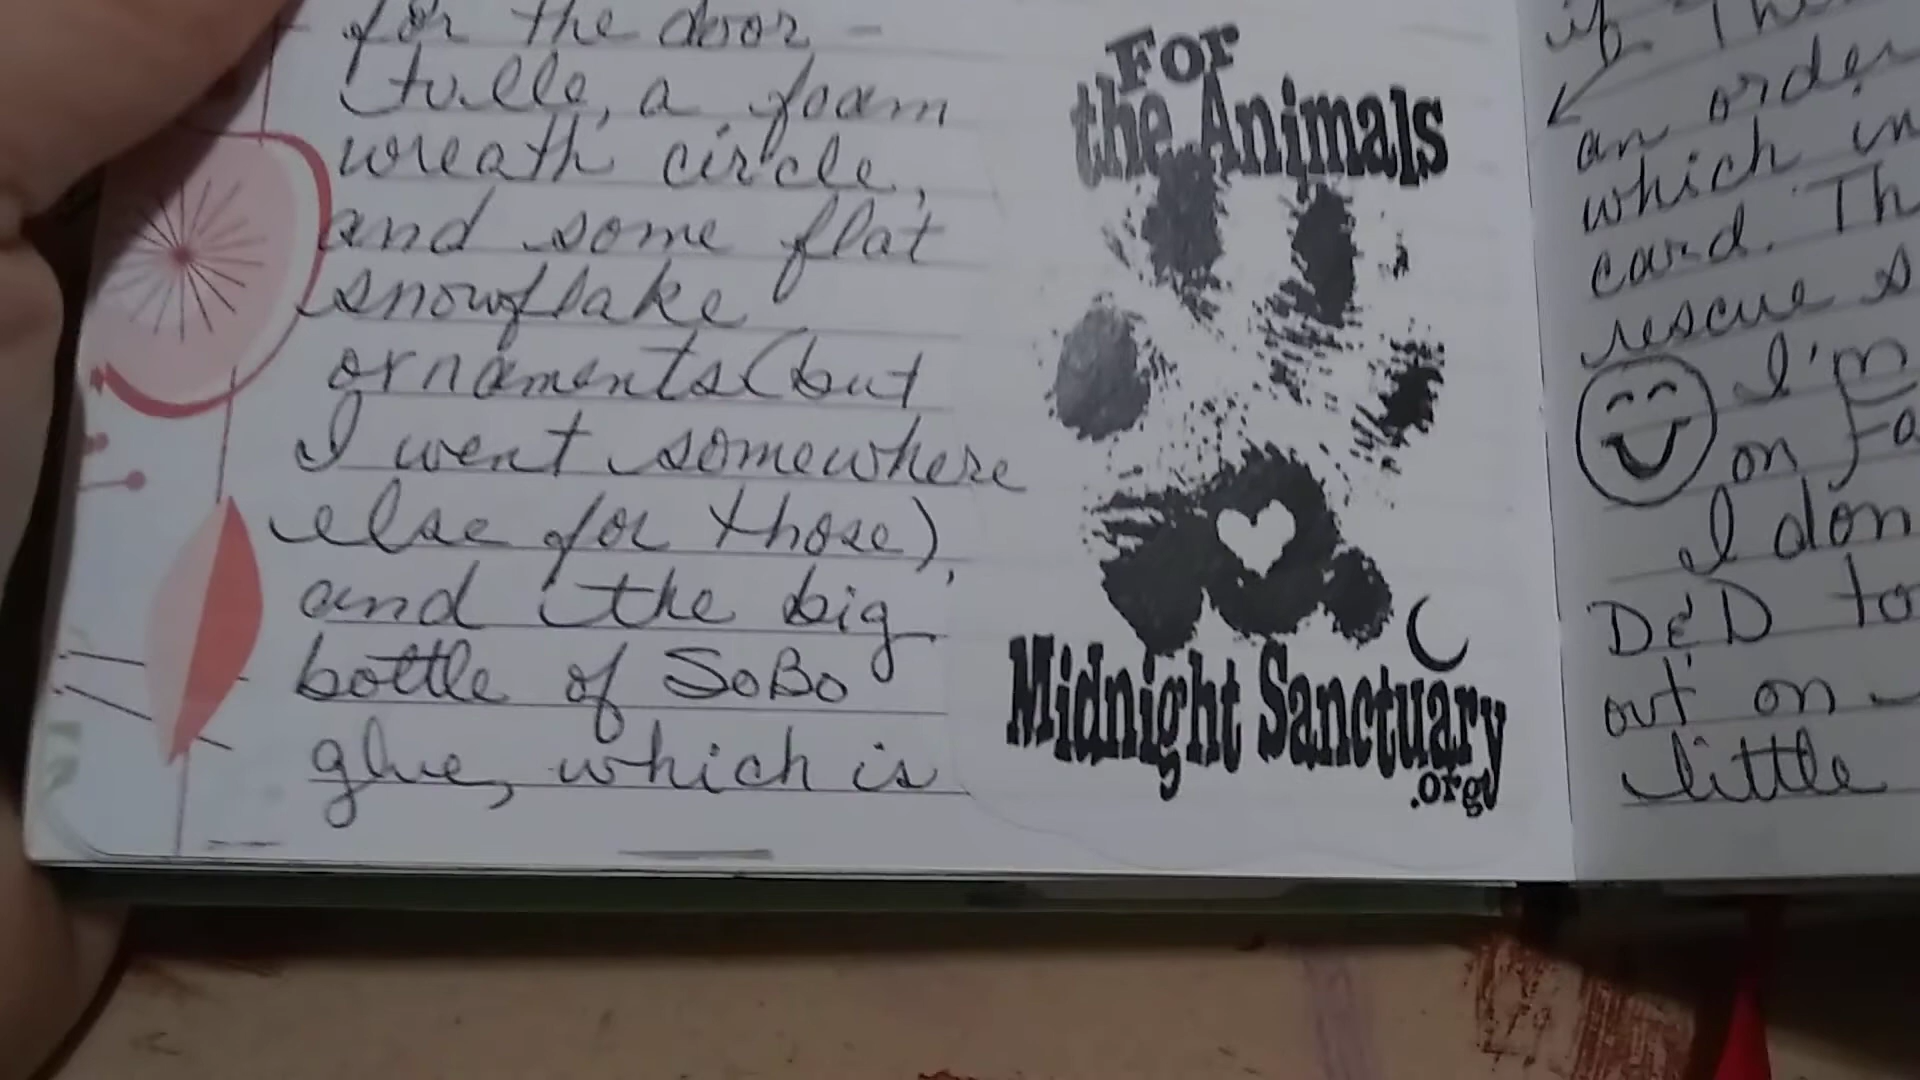 for the door -
tulle, a foam
wreath circle,
and some flat
snowflake
ornaments (but
I went somewhere
else for those),
and the big
bottle of SoBo
glue, which is
For
the Animals
Midnight Sanctuary
.org
if
an order
which in
card. Th
rescue s
I'm
on Fa
I don
D&D to
out on
little